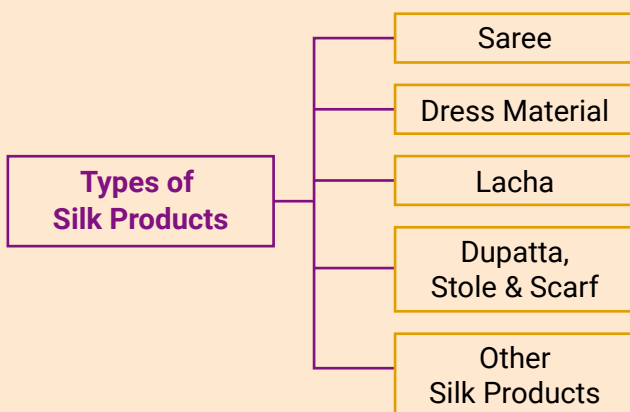 Types of
Silk Products
Saree
Dress Material
Lacha
Dupatta,
Stole & Scarf
Other
Silk Products